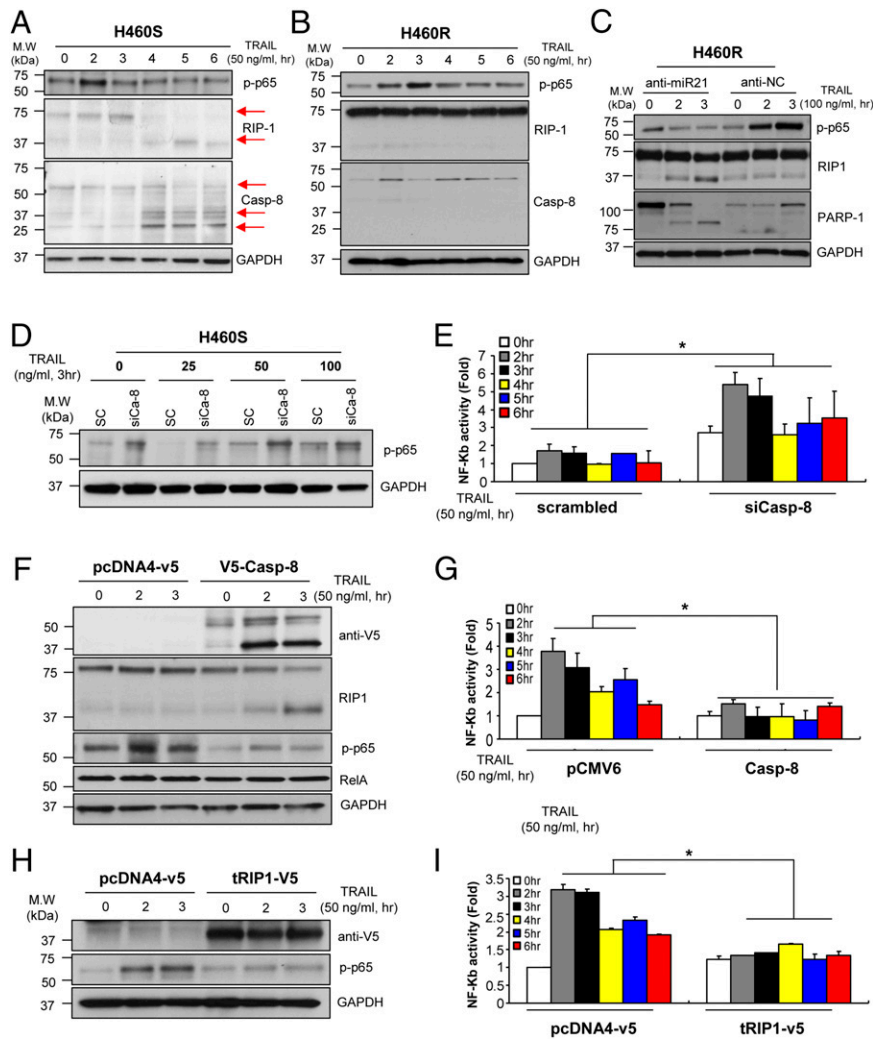 A
H460S
M.W
(kDa)
0 2 3 4 5 6
TRAIL
(50 ng/ml, hr)
75
50
p-p65
75
RIP-1
37
75
50
Casp-8
37
25
37
GAPDH
B
H460R
M.W
(kDa)
0 2 3 4 5 6
TRAIL
(50 ng/ml, hr)
75
50
p-p65
75
RIP-1
37
75
50
Casp-8
37
25
37
GAPDH
C
H460R
anti-miR21 anti-NC
M.W
(kDa)
0 2 3 0 2 3
TRAIL
(100 ng/ml, hr)
75
50
p-p65
75
50
RIP1
37
100
PARP-1
75
37
GAPDH
D
H460S
TRAIL
(ng/ml, 3hr)
0 25 50 100
M.W
(kDa)
SC siCa-8 SC siCa-8 SC siCa-8 SC siCa-8
75
50
p-p65
37
GAPDH
E
NF-Kb activity (Fold)
7
6
5
4
3
2
1
0
0hr
2hr
3hr
4hr
5hr
6hr
*
TRAIL
(50 ng/ml, hr)
scrambled siCasp-8
F
pcDNA4-v5 V5-Casp-8
TRAIL
0 2 3 0 2 3 (50 ng/ml, hr)
50
37
anti-V5
75
50
RIP1
37
50
p-p65
75
RelA
37
GAPDH
G
NF-Kb activity (Fold)
5
4
3
2
1
0
0hr
2hr
3hr
4hr
5hr
6hr
*
TRAIL
(50 ng/ml, hr)
pCMV6 Casp-8
H
pcDNA4-v5 tRIP1-V5
M.W
(kDa)
0 2 3 0 2 3
TRAIL
(50 ng/ml, hr)
37
anti-V5
75
50
p-p65
37
GAPDH
TRAIL
(50 ng/ml, hr)
I
NF-Kb activity (Fold)
3.5
3
2.5
2
1.5
1
0.5
0
0hr
2hr
3hr
4hr
5hr
6hr
*
pcDNA4-v5 tRIP1-v5